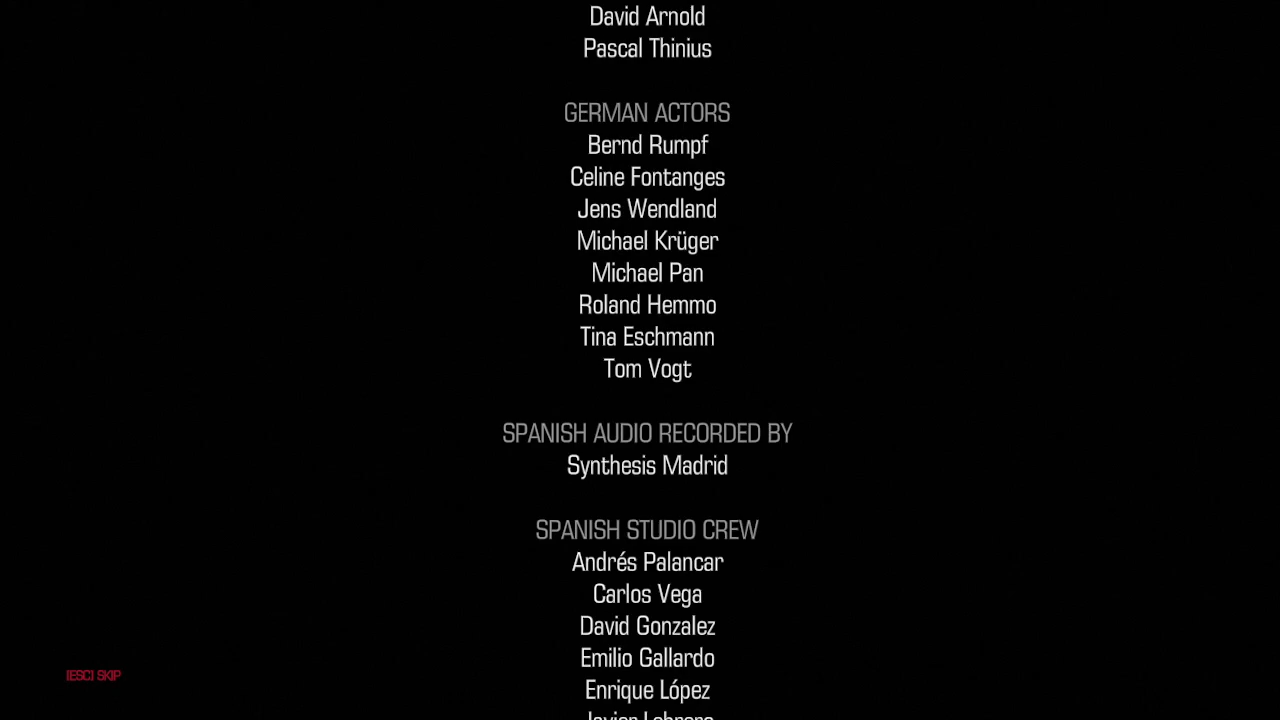 David Arnold
Pascal Thinius
GERMAN ACTORS
Bernd Rumpf
Celine Fontanges
Jens Wendland
Michael Krüger
Michael Pan
Roland Hemmo
Tina Eschmann
Tom Vogt
SPANISH AUDIO RECORDED BY
Synthesis Madrid
SPANISH STUDIO CREW
Andrés Palancar
Carlos Vega
David Gonzalez
Emilio Gallardo
[ESC] SKIP
Enrique López
Javier